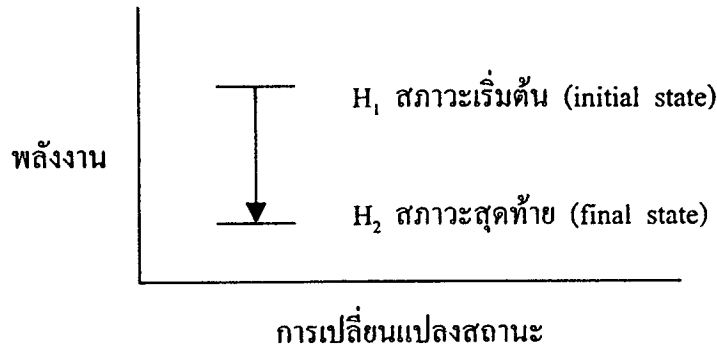 H₁ สภาวะเริ่มต้น (initial state)
พลังงาน
H₂ สภาวะสุดท้าย (final state)
การเปลี่ยนแปลงสถานะ